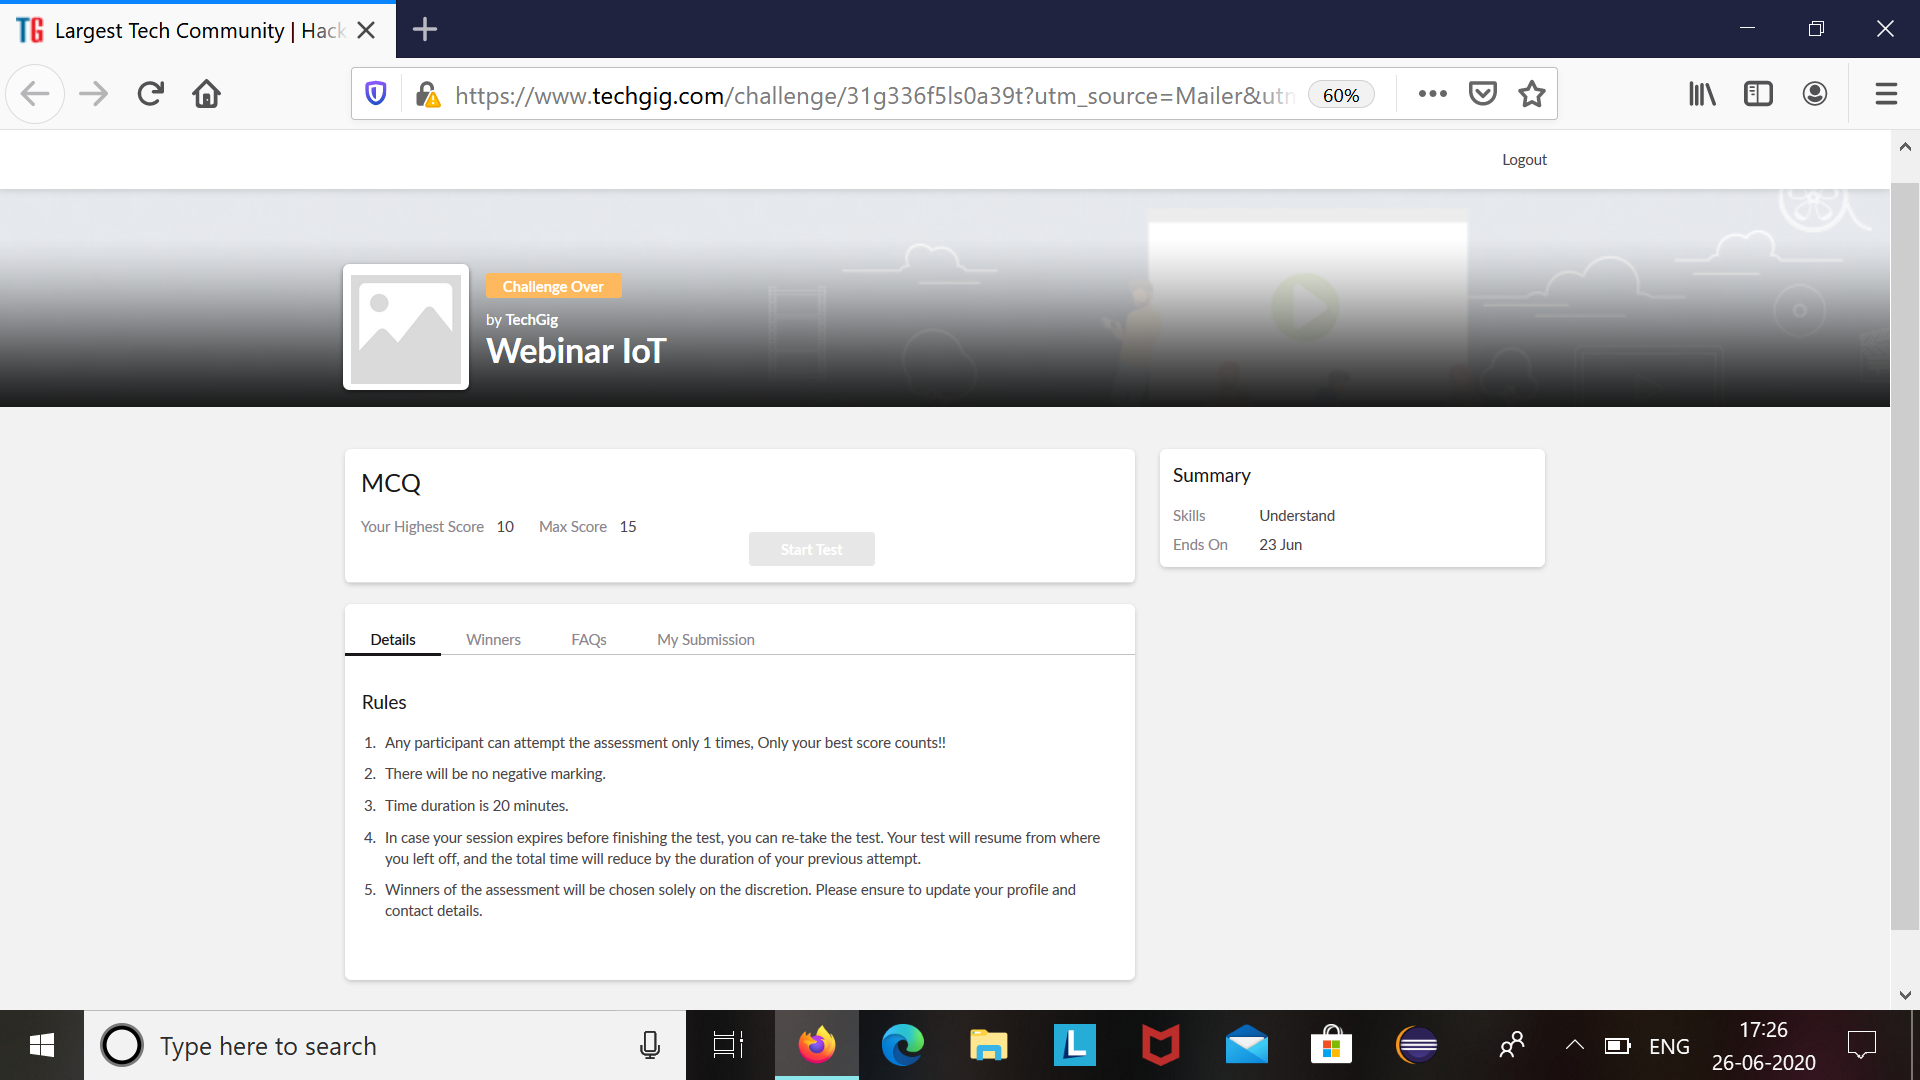 TG Largest Tech Community | Hack
https://www.techgig.com/challenge/31g336f5ls0a39t?utm_source=Mailer&utm
60%
Logout
Challenge Over
by TechGig
Webinar IoT
MCQ
Your Highest Score 10 Max Score 15
Start Test
Summary
Skills Understand
Ends On 23 Jun
Details Winners FAQs My Submission
Rules
1. Any participant can attempt the assessment only 1 times, Only your best score counts!!
2. There will be no negative marking.
3. Time duration is 20 minutes.
4. In case your session expires before finishing the test, you can re-take the test. Your test will resume from where
you left off, and the total time will reduce by the duration of your previous attempt.
5. Winners of the assessment will be chosen solely on the discretion. Please ensure to update your profile and
contact details.
Type here to search
L
ENG
17:26
26-06-2020